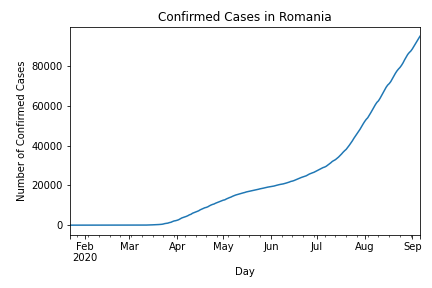 Confirmed Cases in Romania
Number of Confirmed Cases
80000
60000
40000
20000
0
Feb Mar Apr May Jun Jul Aug Sep
2020
Day